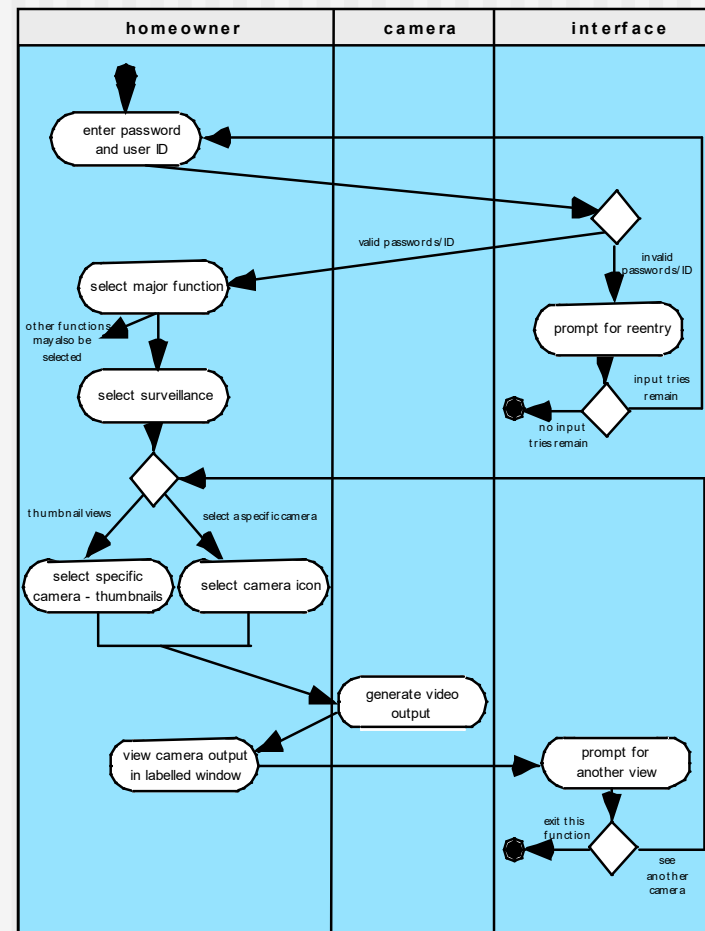 homeowner
camera
interface
enter password
and user ID
valid passwords/ID
invalid
passwords/ID
select major function
prompt for reentry
other functions
may also be
selected
input tries
remain
select surveillance
no input
tries remain
thumbnail views
select a specific camera
select specific
camera - thumbnails
select camera icon
generate video
output
view camera output
in labelled window
prompt for
another view
exit this
function
see
another
camera